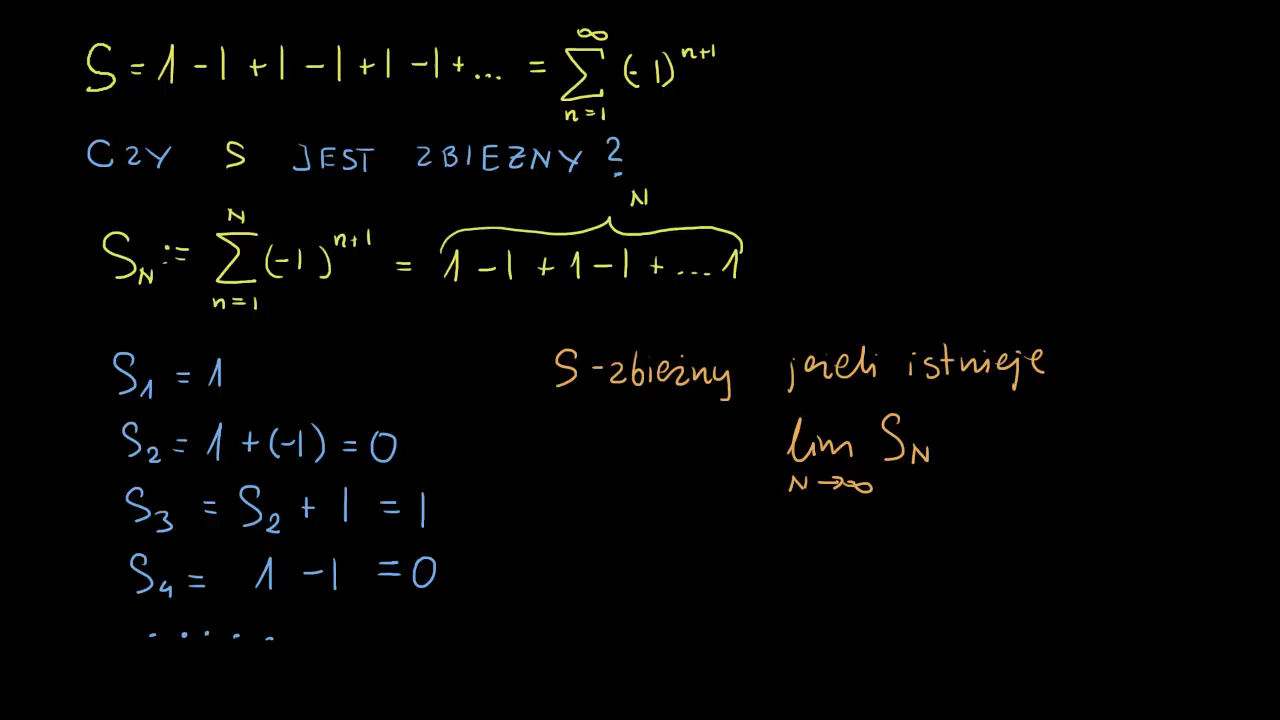 S = 1 - 1 + 1 - 1 + 1 - 1 + ... = ∑_{n=1}^{∞} (-1)^{n+1}
CZY S JEST ZBIEZNY?
S_N := ∑_{n=1}^{N} (-1)^{n+1} = \overbrace{1 - 1 + 1 - 1 + ... 1}^{N}
S_1 = 1
S_2 = 1 + (-1) = 0
S_3 = S_2 + 1 = 1
S_4 = 1 - 1 = 0
.....
S - zbieżny jeżeli istnieje
lim_{N→∞} S_N